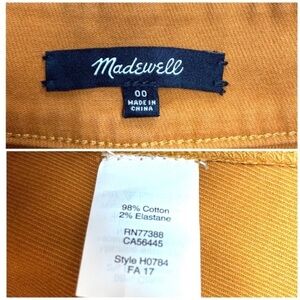 Madewell
00
MADE IN
CHINA
98% Cotton
2% Elastane
RN77388
CA56445
Style H0784
FA 17